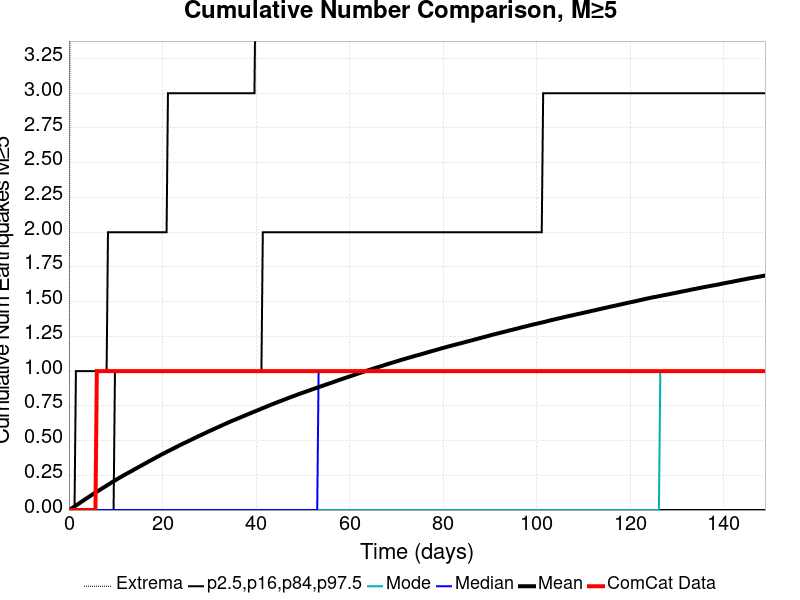 Cumulative Number Comparison, M≥5
Cumulative Num Earthquakes M≥5
3.25
3.00
2.75
2.50
2.25
2.00
1.75
1.50
1.25
1.00
0.75
0.50
0.25
0.00
0 20 40 60 80 100 120 140
Time (days)
Extrema p2.5,p16,p84,p97.5 Mode Median Mean ComCat Data